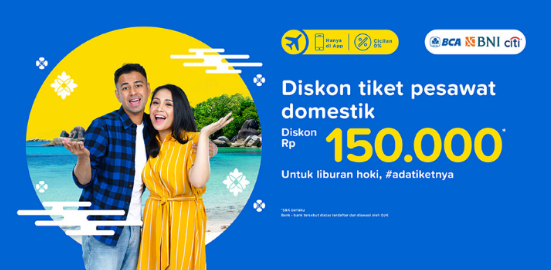 Hanya
di App
Cicilan
0%
BCA BNI citi
Diskon tiket pesawat
domestik
Diskon
Rp
150.000*
Untuk liburan hoki, #adatiketnya
*S&K berlaku